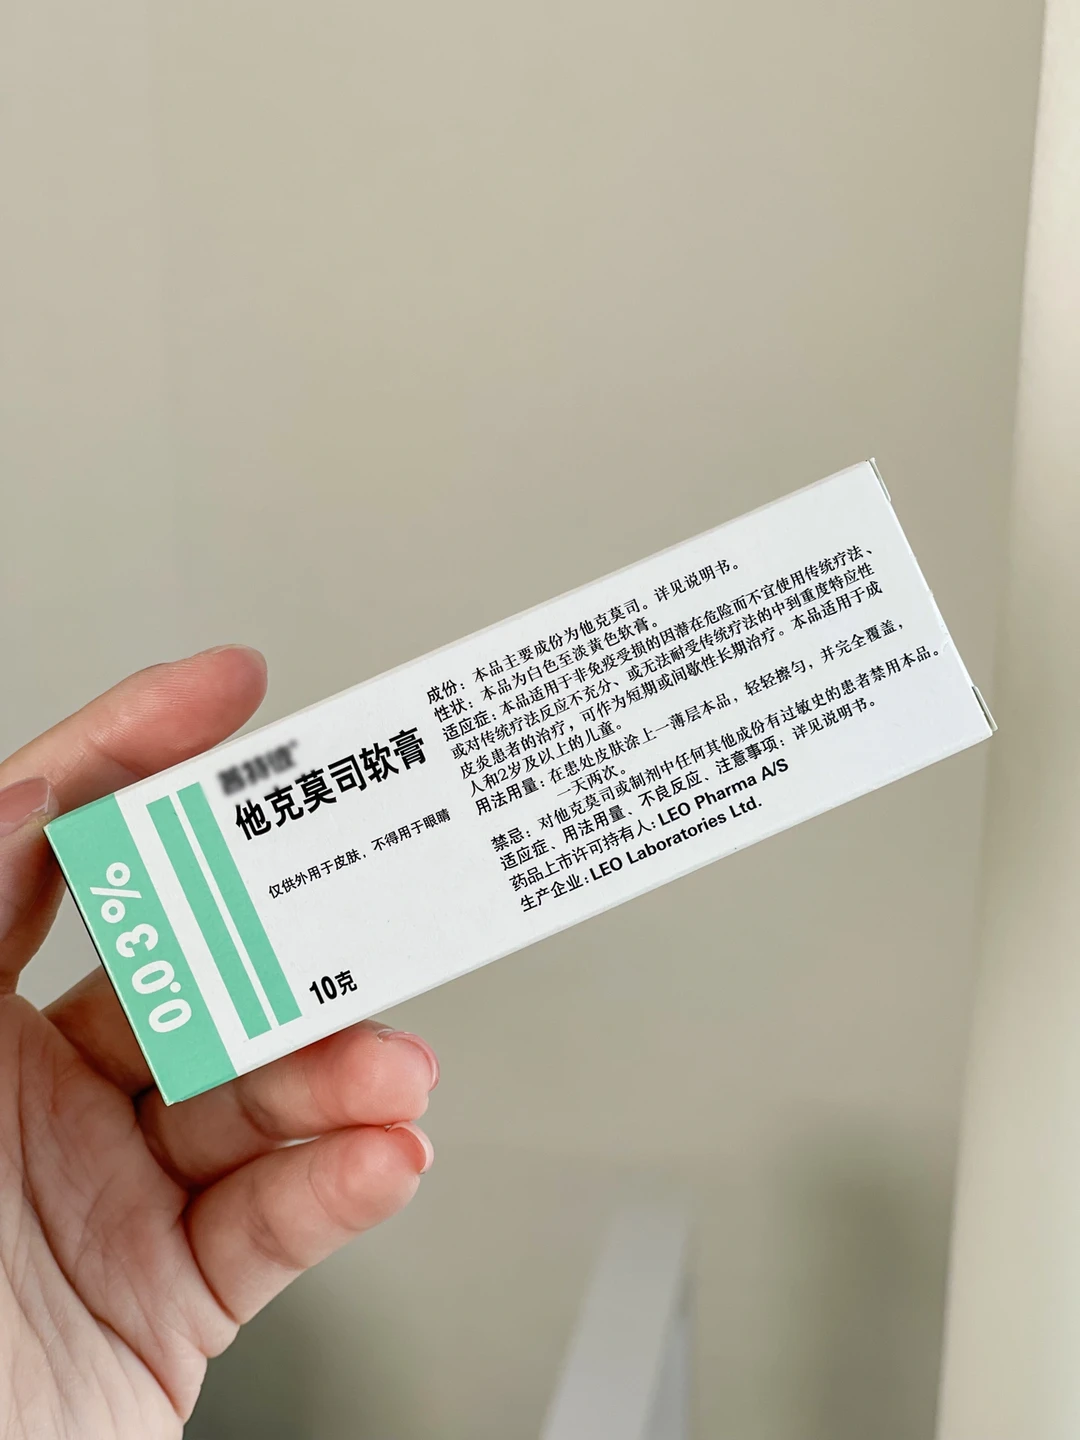 0.03%
他克莫司软膏
仅供外用于皮肤，不得用于眼睛
10克
成份：本品主要成份为他克莫司。详见说明书。
性状：本品为白色至淡黄色软膏。
适应症：本品适用于非免疫受损的因潜在危险而不宜使用传统疗法、
或对传统疗法反应不充分、或无法耐受传统疗法的中到重度特应性
皮炎患者的治疗，可作为短期或间歇性长期治疗。本品适用于成
人和2岁及以上的儿童。
用法用量：在患处皮肤涂上一薄层本品，轻轻擦匀，并完全覆盖，
一天两次。
禁忌：对他克莫司或制剂中任何其他成份有过敏史的患者禁用本品。
适应症、用法用量、不良反应、注意事项：详见说明书。
药品上市许可持有人：LEO Pharma A/S
生产企业：LEO Laboratories Ltd.